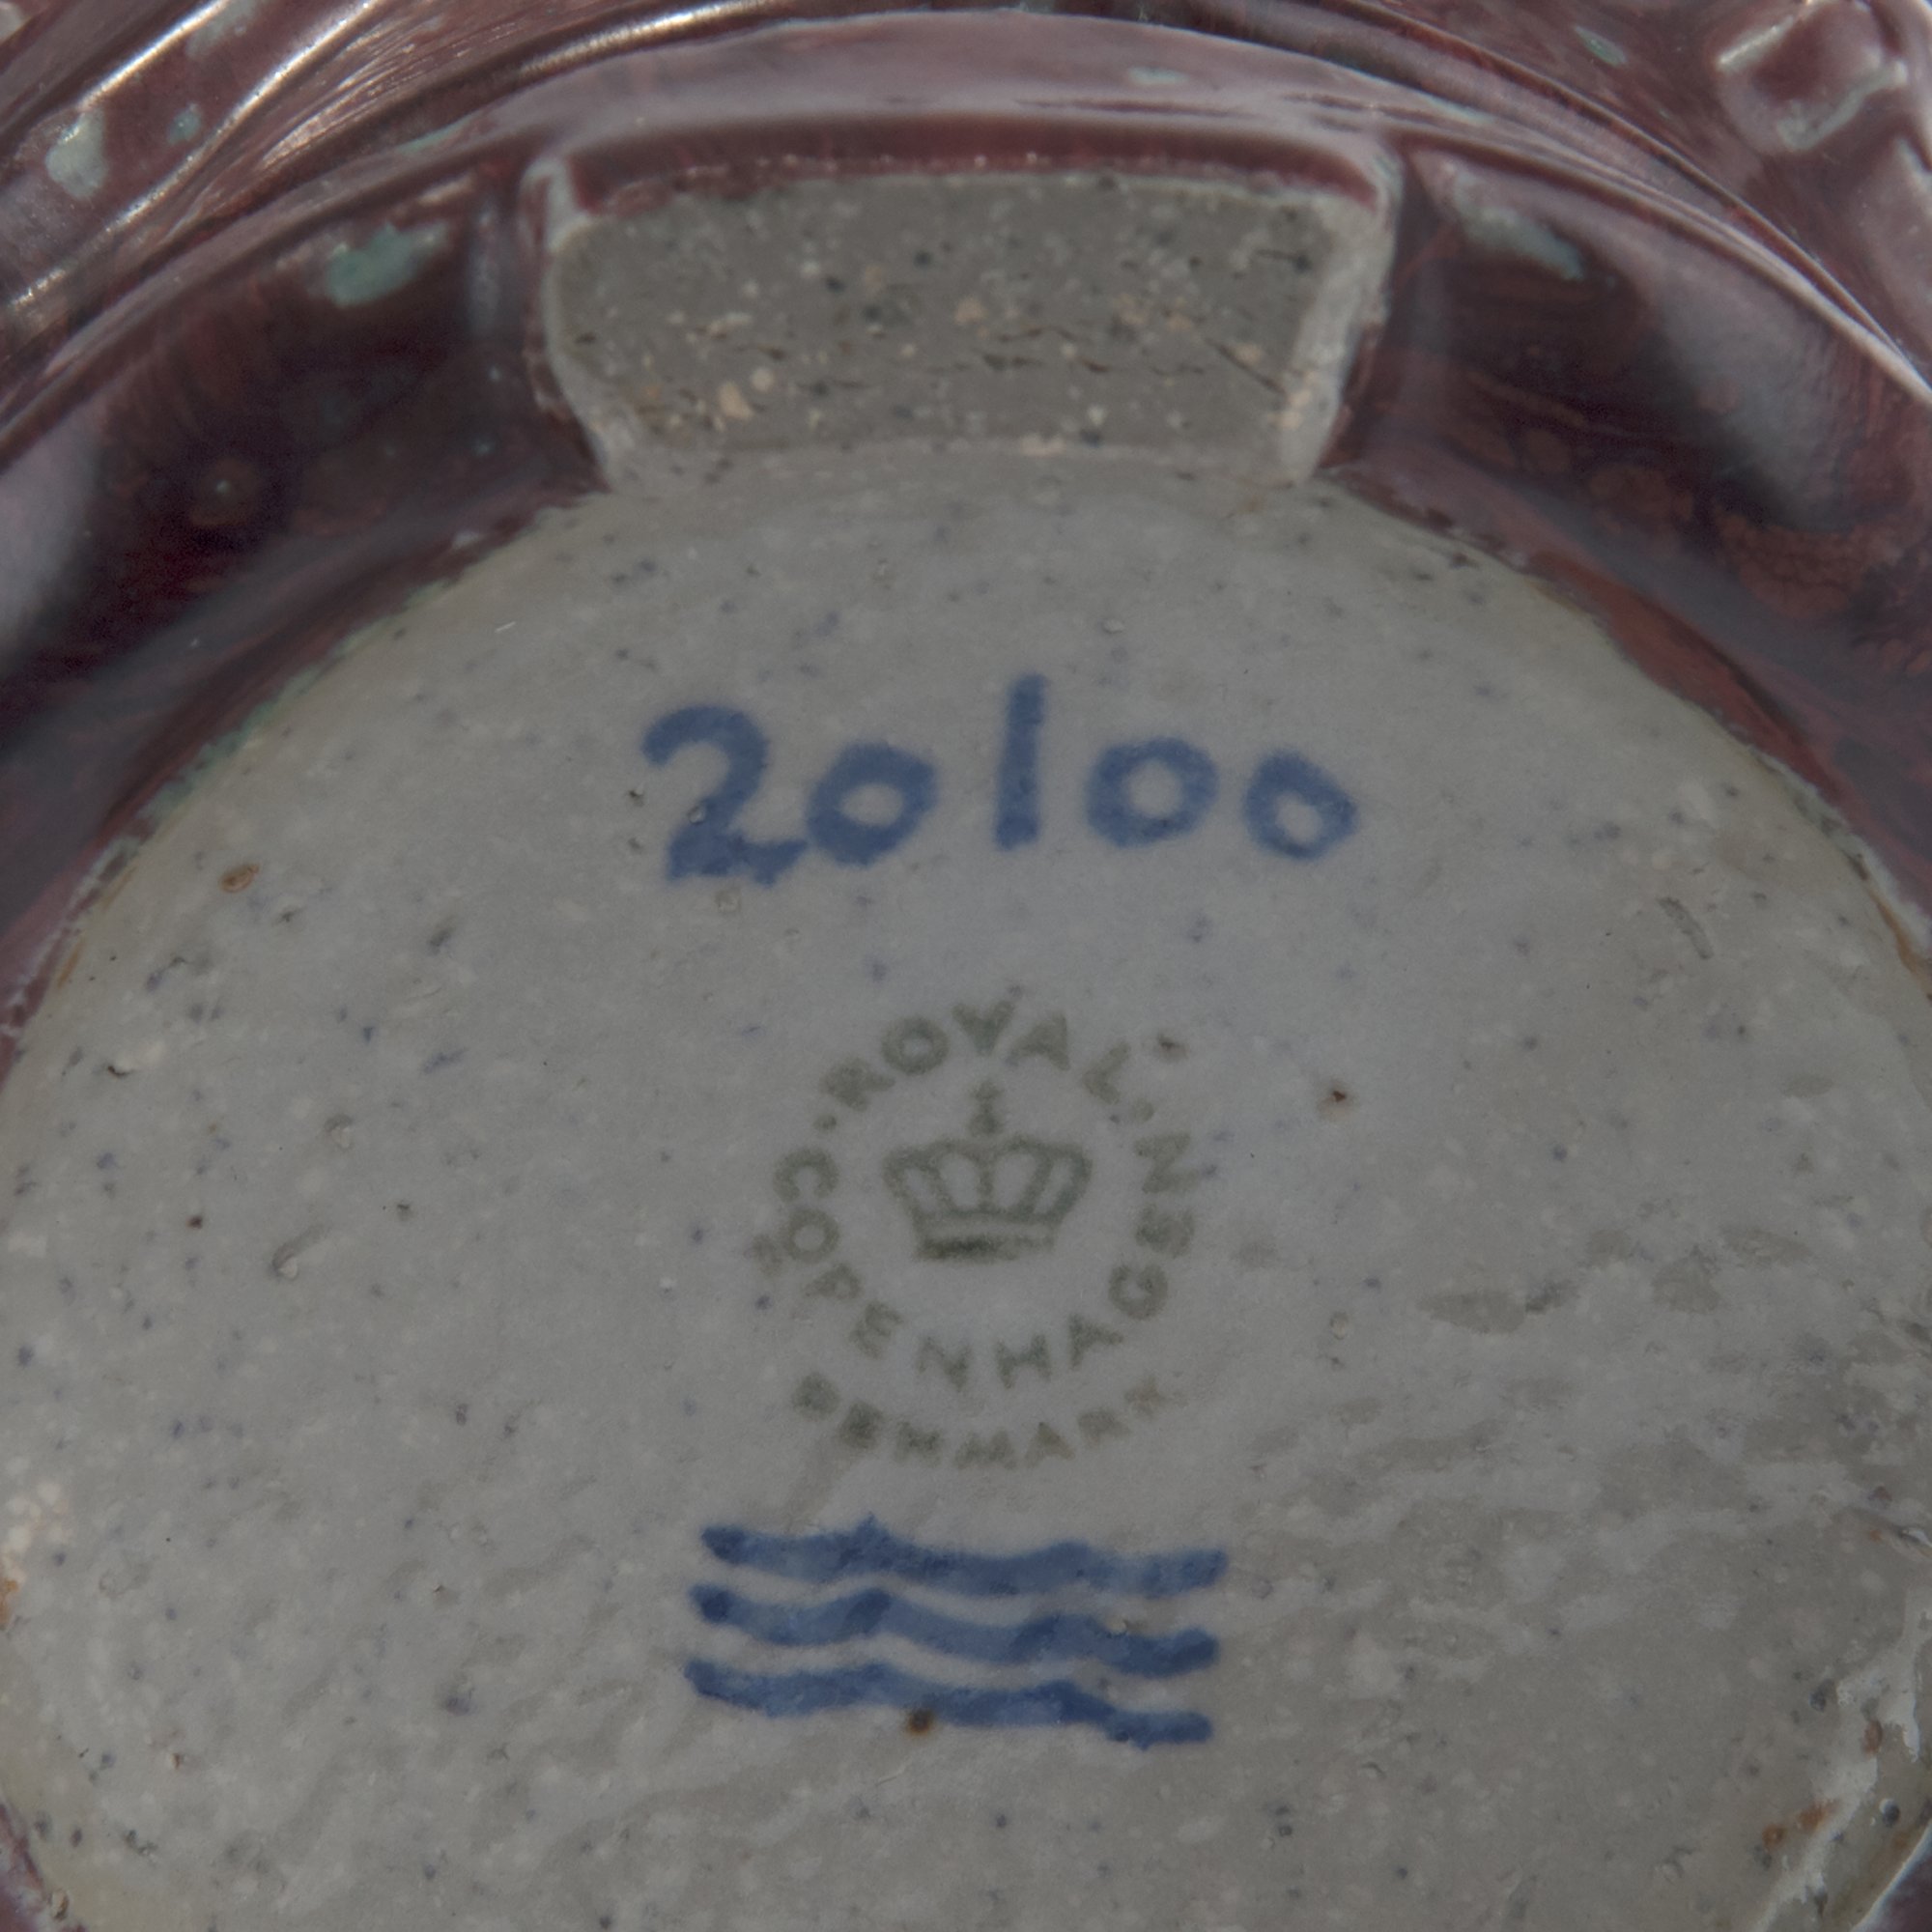 20100
ROYAL
COPENHAGEN
DENMARK